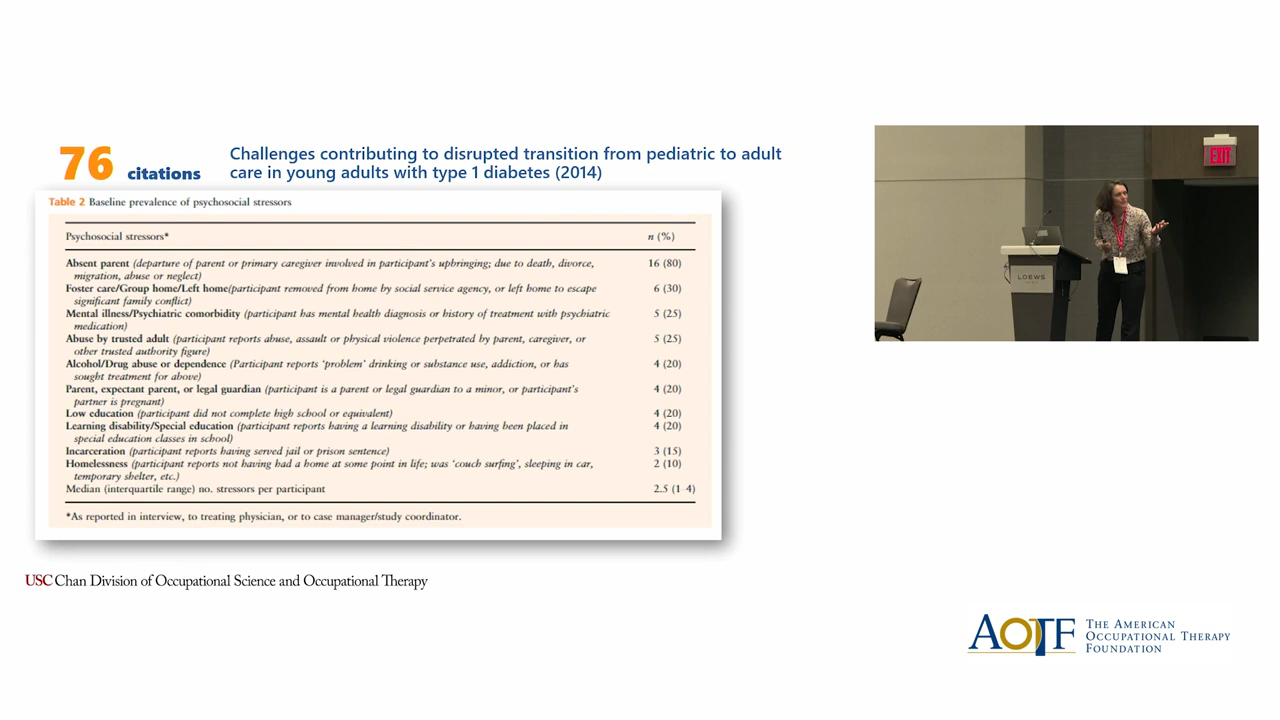 76 citations
Challenges contributing to disrupted transition from pediatric to adult
care in young adults with type 1 diabetes (2014)
Table 2 Baseline prevalence of psychosocial stressors
Psychosocial stressors* n (%)
Absent parent (departure of parent or primary caregiver involved in participant's upbringing; due to death, divorce, 16 (80)
migration, abuse or neglect)
Foster care/Group home/Left home(participant removed from home by social service agency, or left home to escape 6 (30)
significant family conflict)
Mental illness/Psychiatric comorbidity (participant has mental health diagnosis or history of treatment with psychiatric 5 (25)
medication)
Abuse by trusted adult (participant reports abuse, assault or physical violence perpetrated by parent, caregiver, or 5 (25)
other trusted authority figure)
Alcohol/Drug abuse or dependence (Participant reports 'problem' drinking or substance use, addiction, or has 4 (20)
sought treatment for above)
Parent, expectant parent, or legal guardian (participant is a parent or legal guardian to a minor, or participant's 4 (20)
partner is pregnant)
Low education (participant did not complete high school or equivalent) 4 (20)
Learning disability/Special education (participant reports having a learning disability or having been placed in 4 (20)
special education classes in school)
Incarceration (participant reports having served jail or prison sentence) 3 (15)
Homelessness (participant reports not having had a home at some point in life; was 'couch surfing', sleeping in car, 2 (10)
temporary shelter, etc.)
Median (interquartile range) no. stressors per participant 2.5 (1–4)
*As reported in interview, to treating physician, or to case manager/study coordinator.
USC Chan Division of Occupational Science and Occupational Therapy
EXIT
LOEWS
AOTF
THE AMERICAN
OCCUPATIONAL THERAPY
FOUNDATION